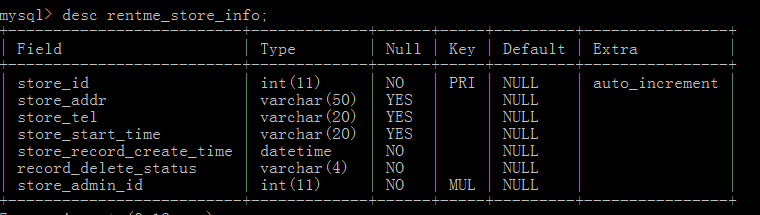 mysql> desc rentme_store_info;
+--------------------------+-------------+------+-----+---------+----------------+
| Field                    | Type        | Null | Key | Default | Extra          |
+--------------------------+-------------+------+-----+---------+----------------+
| store_id                 | int(11)     | NO   | PRI | NULL    | auto_increment |
| store_addr               | varchar(50) | YES  |     | NULL    |                |
| store_tel                | varchar(20) | YES  |     | NULL    |                |
| store_start_time         | varchar(20) | YES  |     | NULL    |                |
| store_record_create_time | datetime    | NO   |     | NULL    |                |
| record_delete_status     | varchar(4)  | NO   |     | NULL    |                |
| store_admin_id           | int(11)     | NO   | MUL | NULL    |                |
+--------------------------+-------------+------+-----+---------+----------------+